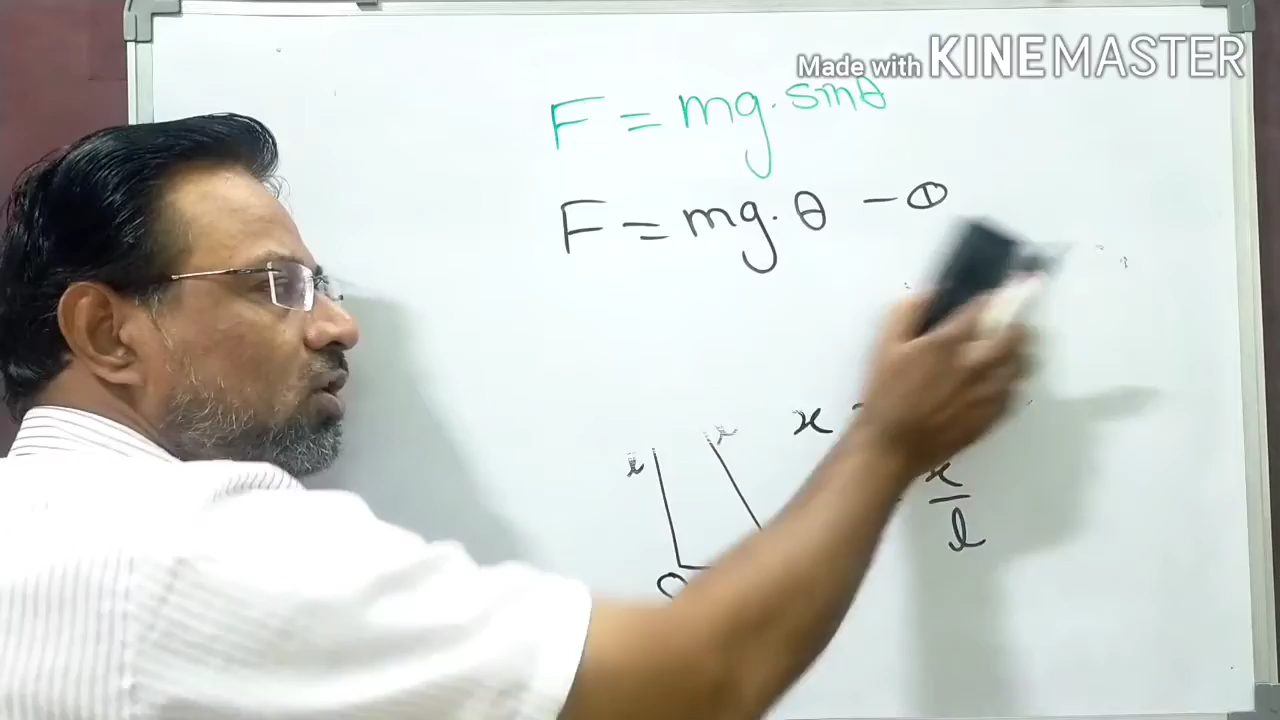 Made with KINEMASTER
F = mg. sinθ
F = mg. θ - ①
x
x
l
O